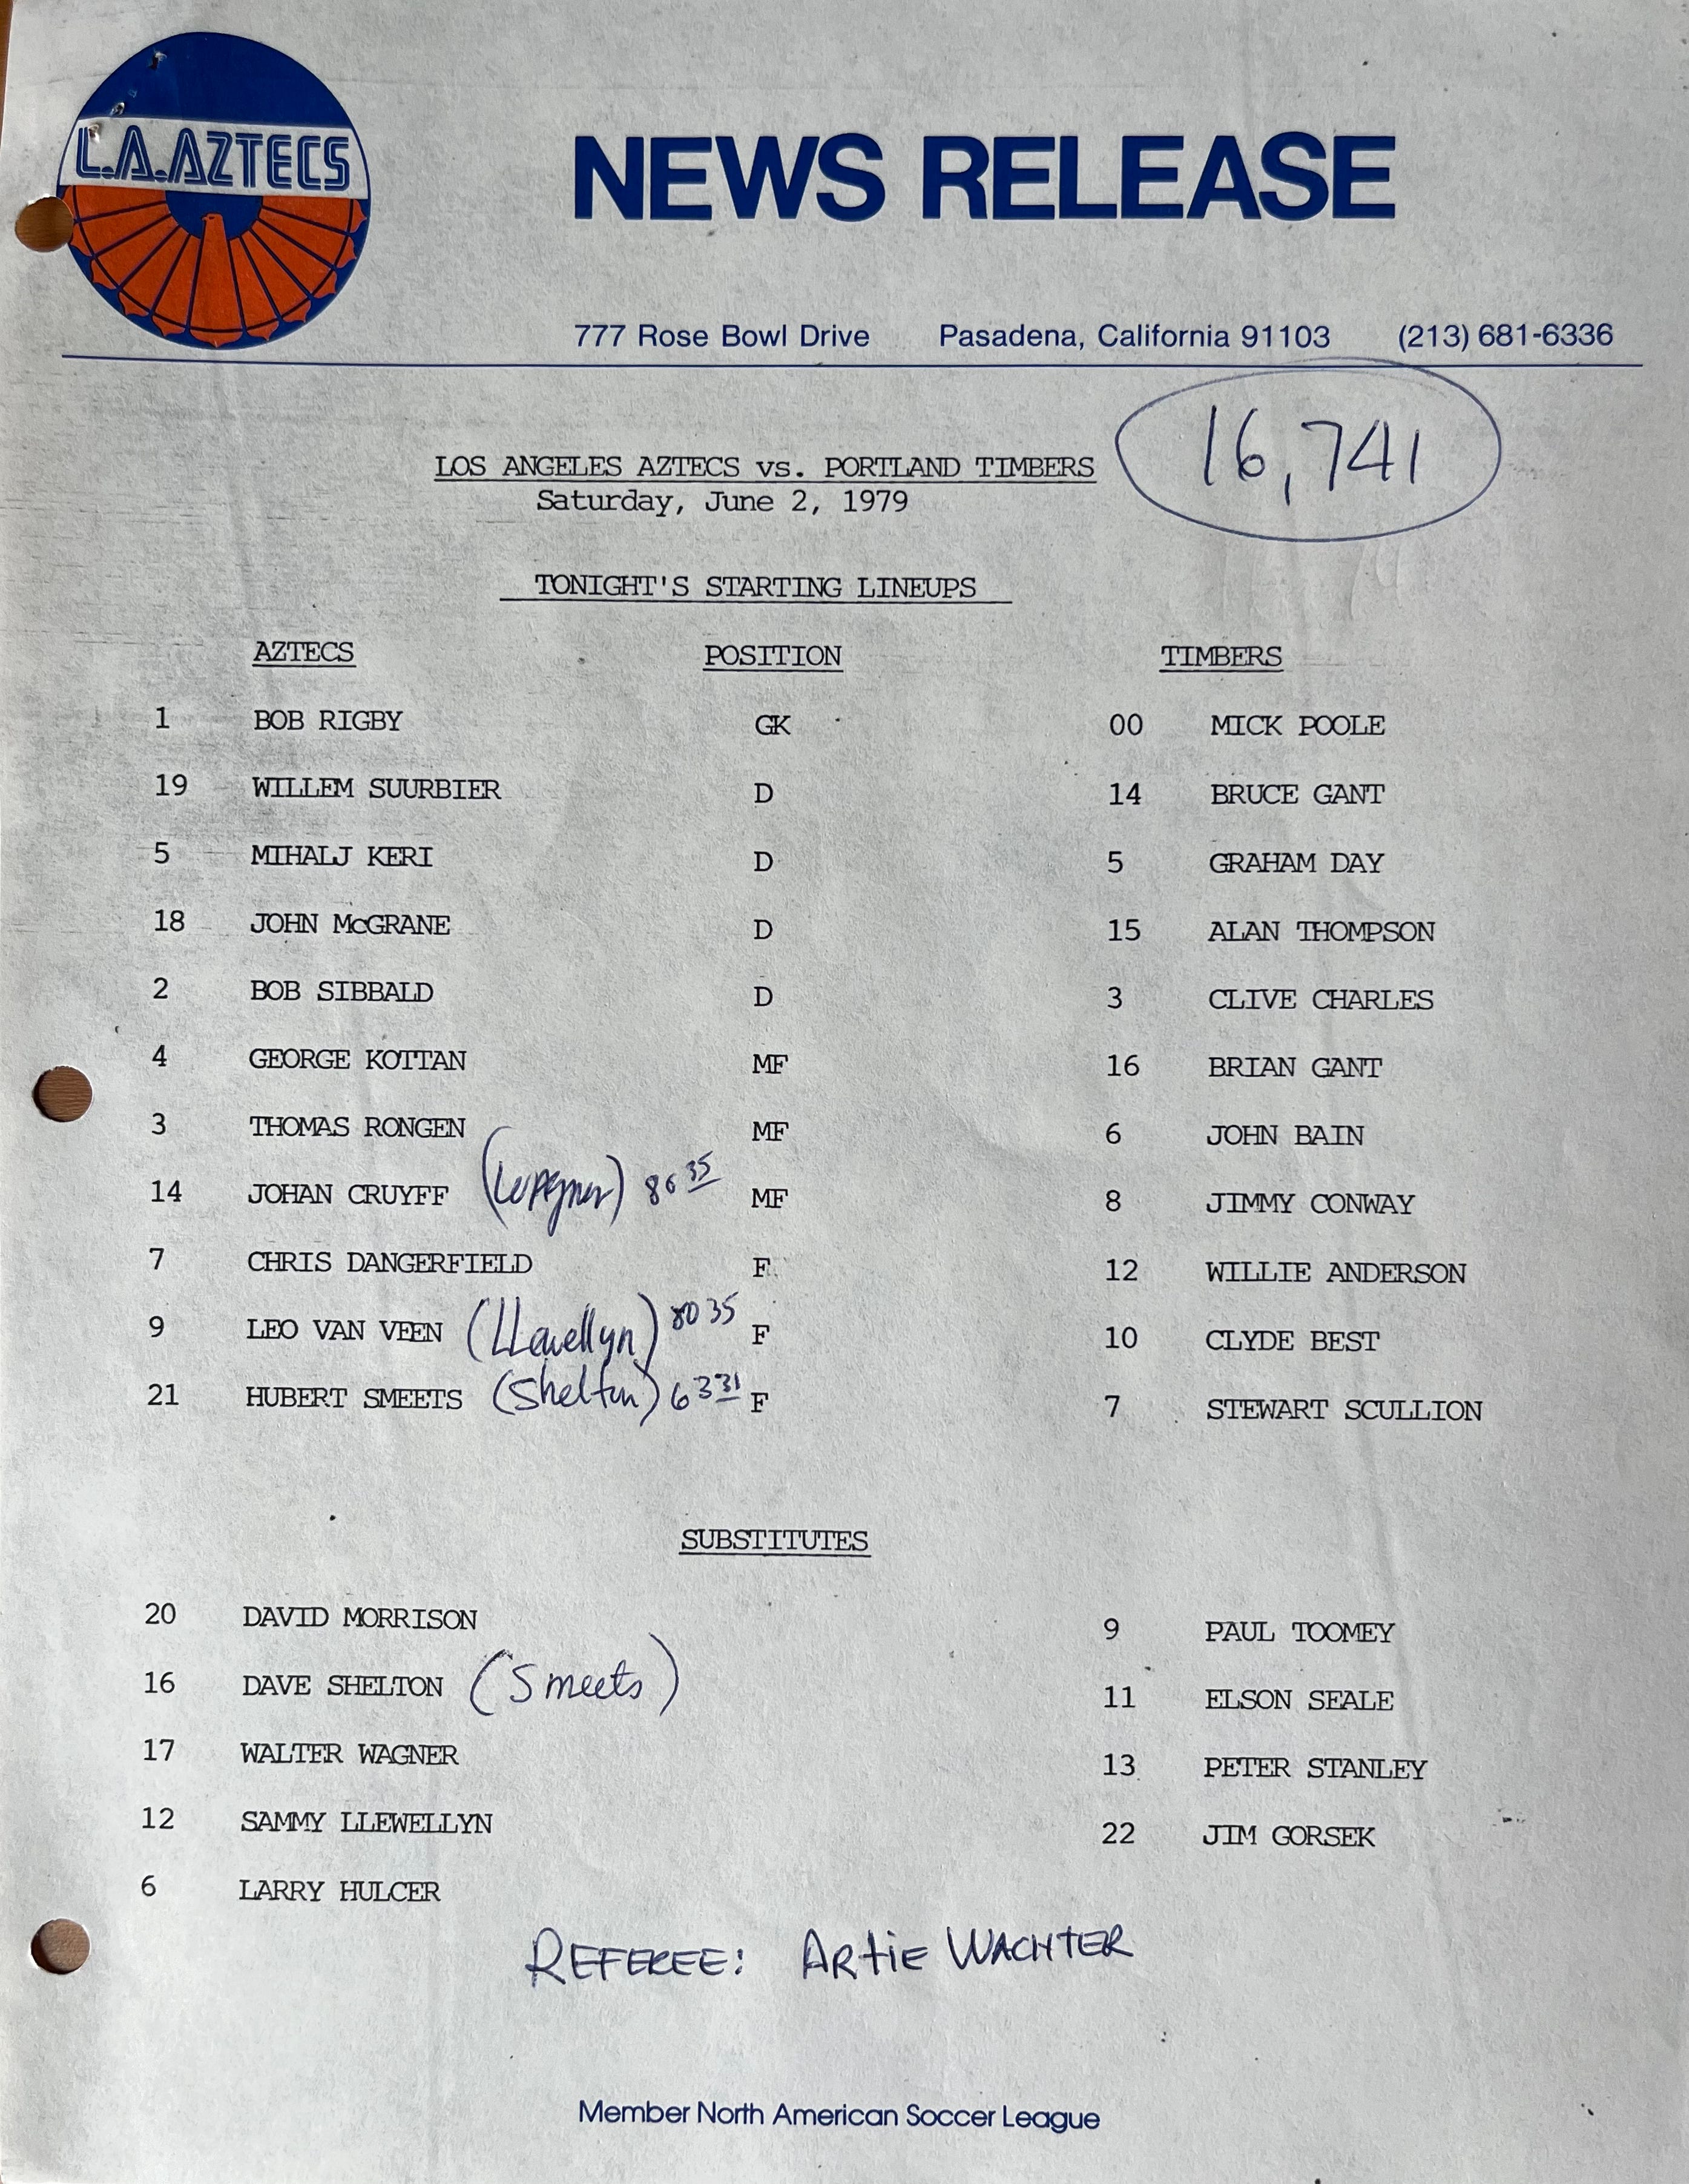 L.A.AZTECS
NEWS RELEASE
777 Rose Bowl Drive Pasadena, California 91103 (213) 681-6336
16,741
LOS ANGELES AZTECS vs. PORTLAND TIMBERS
Saturday, June 2, 1979
TONIGHT'S STARTING LINEUPS
AZTECS POSITION TIMBERS
1 BOB RIGBY GK 00 MICK POOLE
19 WILLEM SUURBIER D 14 BRUCE GANT
5 MIHALJ KERI D 5 GRAHAM DAY
18 JOHN McGRANE D 15 ALAN THOMPSON
2 BOB SIBBALD D 3 CLIVE CHARLES
4 GEORGE KOTTAN MF 16 BRIAN GANT
3 THOMAS RONGEN MF 6 JOHN BAIN
14 JOHAN CRUYFF 86 35 MF 8 JIMMY CONWAY
7 CHRIS DANGERFIELD F 12 WILLIE ANDERSON
9 LEO VAN VEEN (LLewellyn) 80 35 F 10 CLYDE BEST
21 HUBERT SMEETS (Shelton) 63 31 F 7 STEWART SCULLION
SUBSTITUTES
20 DAVID MORRISON 9 PAUL TOOMEY
16 DAVE SHELTON (Smeets) 11 ELSON SEALE
17 WALTER WAGNER 13 PETER STANLEY
12 SAMMY LLEWELLYN 22 JIM GORSEK
6 LARRY HULCER
REFEREE: ARtiE WACHTER
Member North American Soccer League